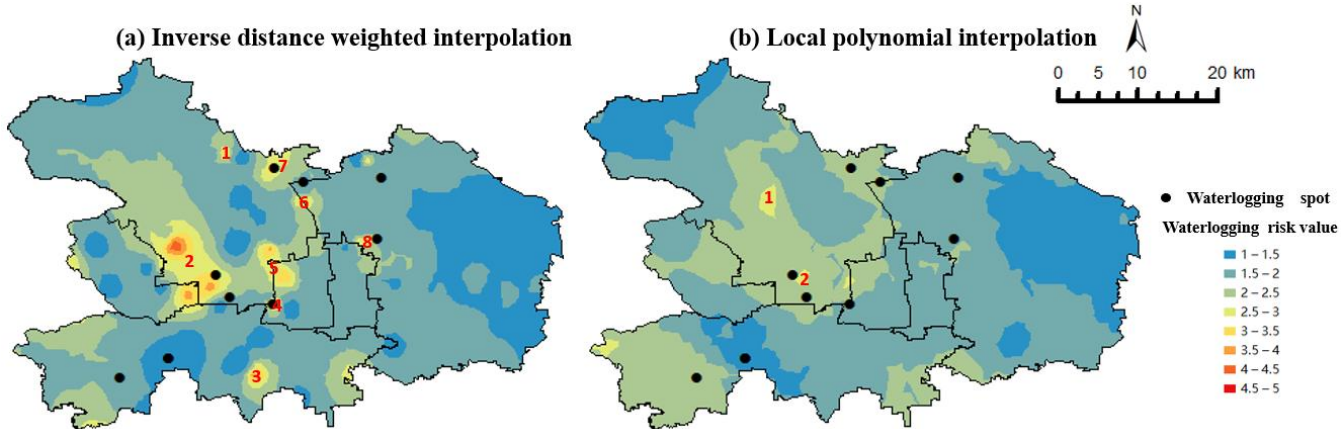 (a) Inverse distance weighted interpolation
(b) Local polynomial interpolation
N
0 5 10 20 km
1
7
6
8
2
5
4
3
1
2
Waterlogging spot
Waterlogging risk value
1 – 1.5
1.5 – 2
2 – 2.5
2.5 – 3
3 – 3.5
3.5 – 4
4 – 4.5
4.5 – 5